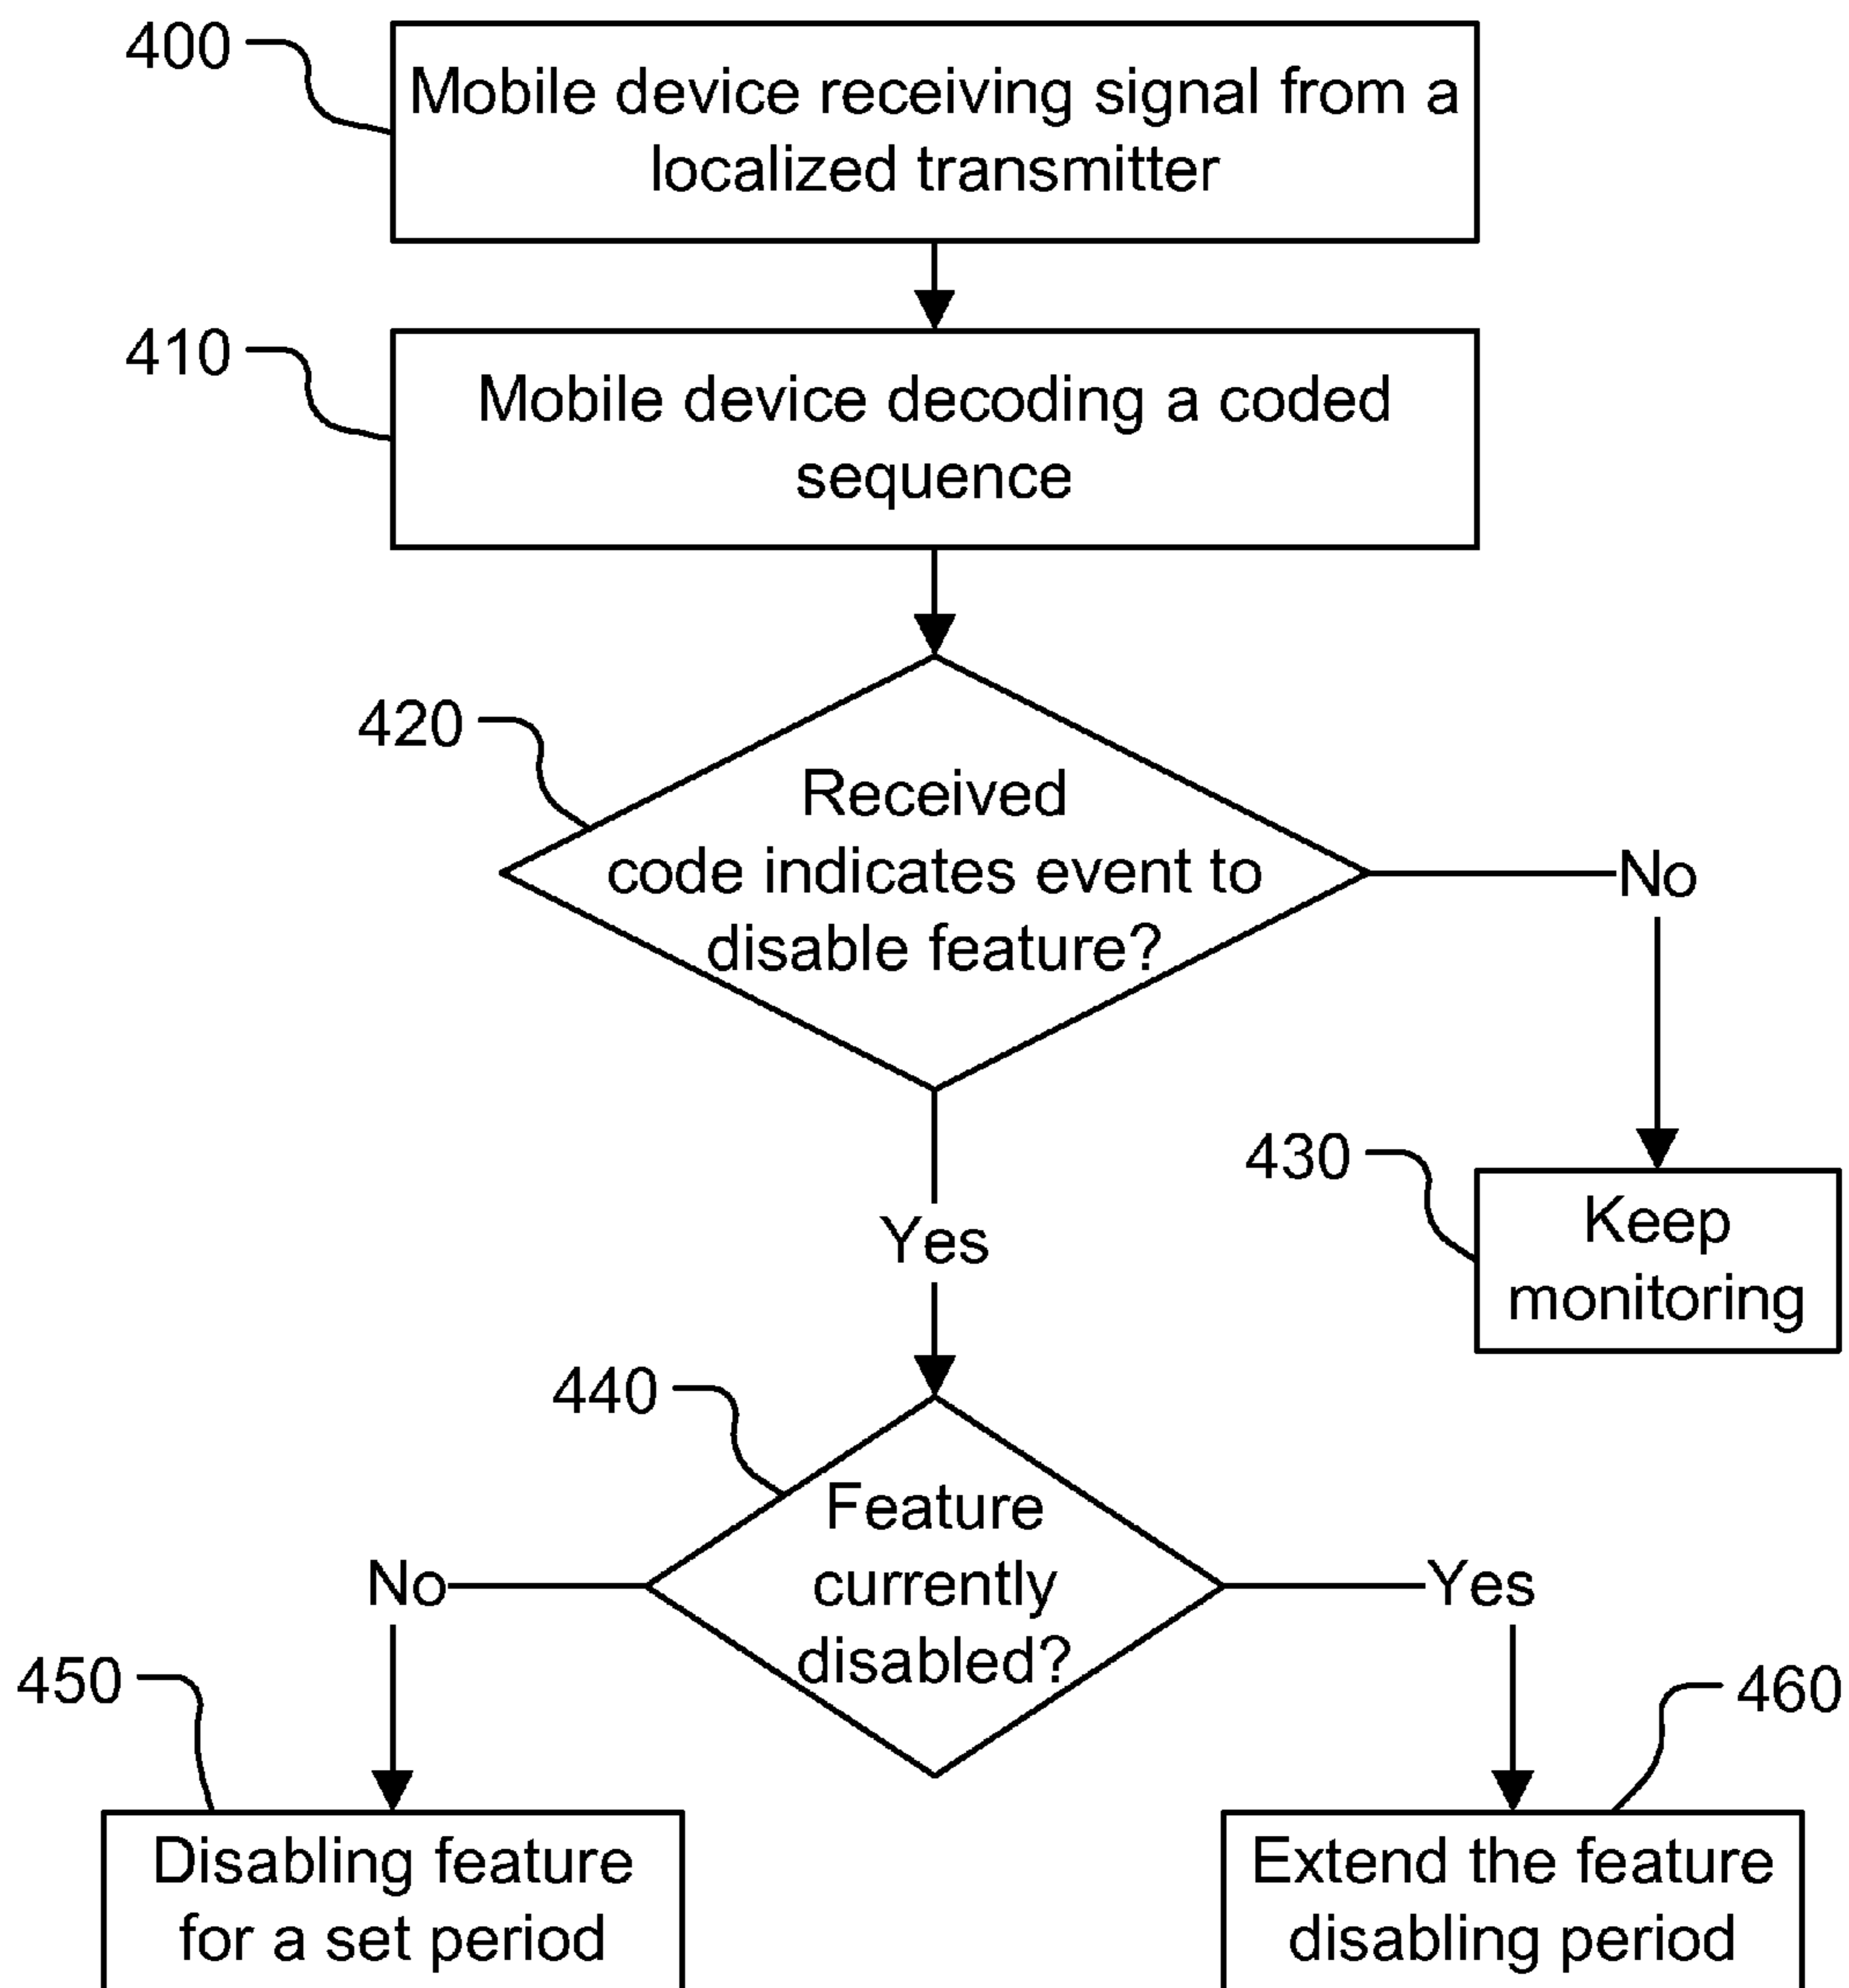 400
Mobile device receiving signal from a
localized transmitter
410
Mobile device decoding a coded
sequence
420
Received
code indicates event to
disable feature?
No
430
Keep
monitoring
Yes
440
Feature
currently
disabled?
No
Yes
450
Disabling feature
for a set period
460
Extend the feature
disabling period